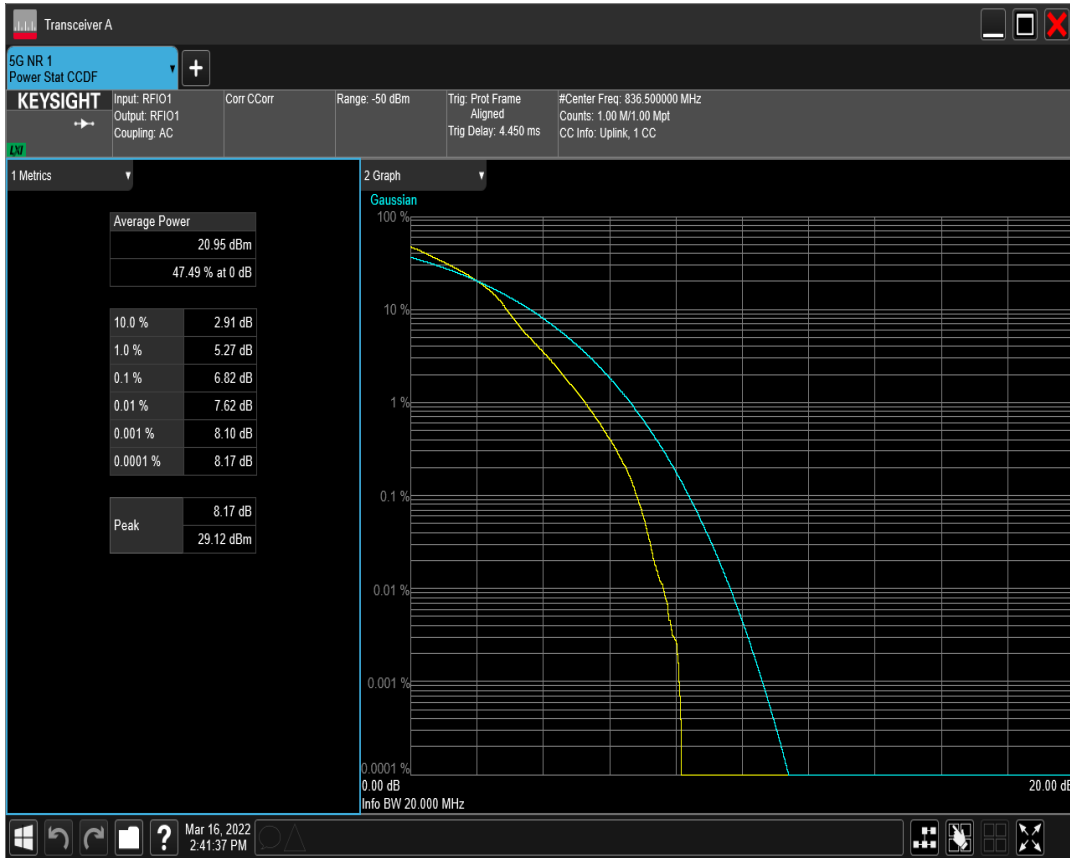 Transceiver A
5G NR 1
Power Stat CCDF
KEYSIGHT
LXI
Input: RFIO1
Output: RFIO1
Coupling: AC
Corr CCorr
Range: -50 dBm
Trig: Prot Frame
Aligned
Trig Delay: 4.450 ms
#Center Freq: 836.500000 MHz
Counts: 1.00 M/1.00 Mpt
CC Info: Uplink, 1 CC
1 Metrics
Average Power
20.95 dBm
47.49 % at 0 dB
10.0 % 2.91 dB
1.0 % 5.27 dB
0.1 % 6.82 dB
0.01 % 7.62 dB
0.001 % 8.10 dB
0.0001 % 8.17 dB
Peak
8.17 dB
29.12 dBm
2 Graph
Gaussian
100 %
10 %
1 %
0.1 %
0.01 %
0.001 %
0.0001 %
0.00 dB 20.00 dB
Info BW 20.000 MHz
?
Mar 16, 2022
2:41:37 PM